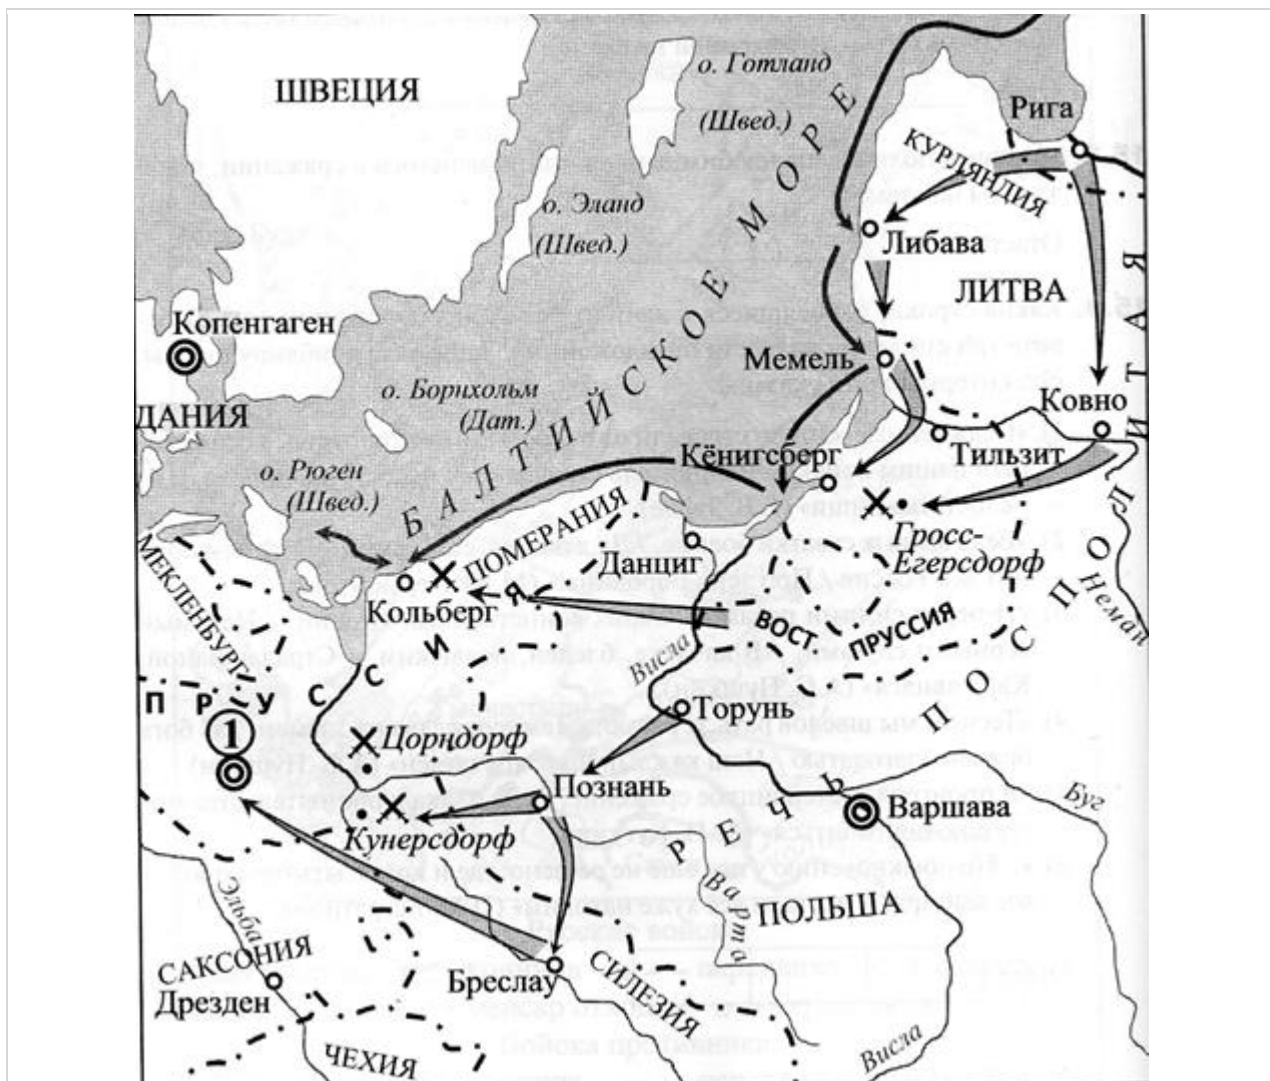 ШВЕЦИЯ
о. Готланд
(Швед.)
Рига
КУРЛЯНДИЯ
о. Эланд
(Швед.)
Либава
ЛИТВА
Копенгаген
Мемель
БАЛТИЙСКОЕ МОРЕ
о. Борнхольм
(Дат.)
ДАНИЯ
Ковно
Кёнигсберг
Тильзит
о. Рюген
(Швед.)
ПОМЕРАНИЯ
Гросс-
Егерсдорф
Данциг
МЕКЛЕНБУРГ
Кольберг
ВОСТ. ПРУССИЯ
Неман
Висла
ПРУССИЯ
Торунь
1
Цорндорф
Познань
РЕЧЬ ПОСПОЛИТАЯ
Варшава
Буг
Кунерсдорф
Варта
ПОЛЬША
Эльба
САКСОНИЯ
Дрезден
Бреслау
СИЛЕЗИЯ
ЧЕХИЯ
Висла